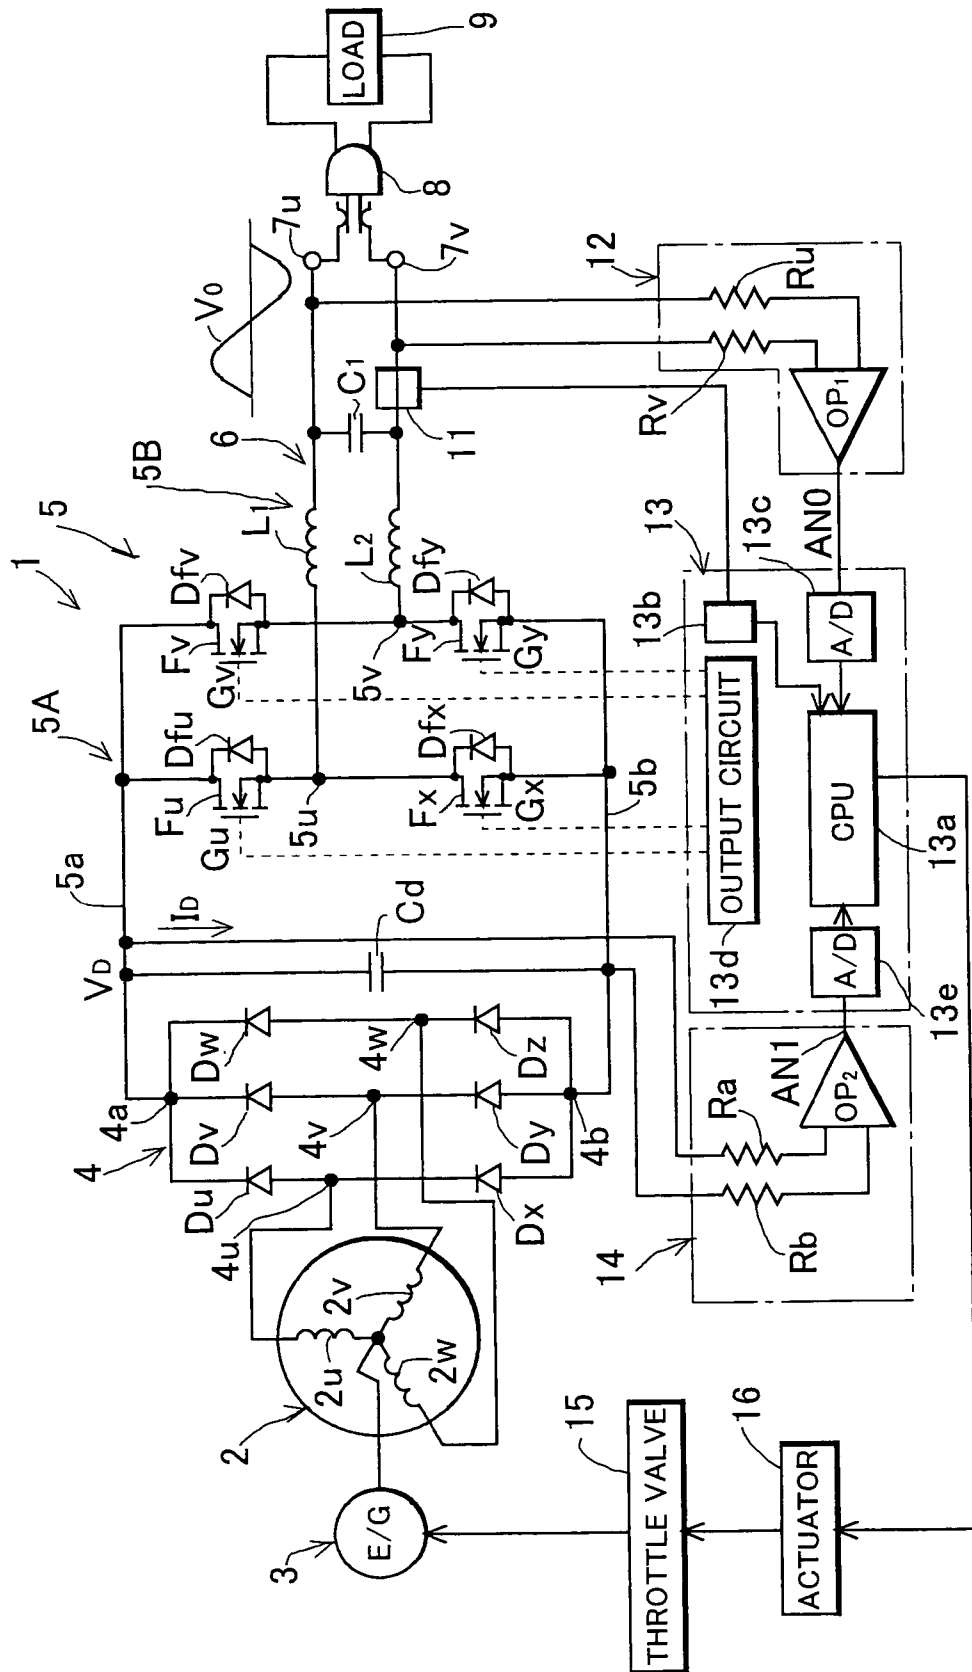 1
5
5A
5B
6
V0
7u
7v
8
LOAD
9
5a
VD
ID
Fu
Gu
Dfu
Fv
Gv
Dfv
5u
5v
L1
L2
C1
11
Fx
Gx
Dfx
Fy
Gy
Dfy
5b
Cd
4
4a
4b
4u
4v
4w
Du
Dv
Dw
Dx
Dy
Dz
2
2u
2v
2w
3
E/G
12
Ru
Rv
OP1
AN0
13
13b
13c
A/D
OUTPUT CIRCUIT
13d
CPU
13a
A/D
13e
AN1
OP2
Ra
Rb
14
15
THROTTLE VALVE
16
ACTUATOR